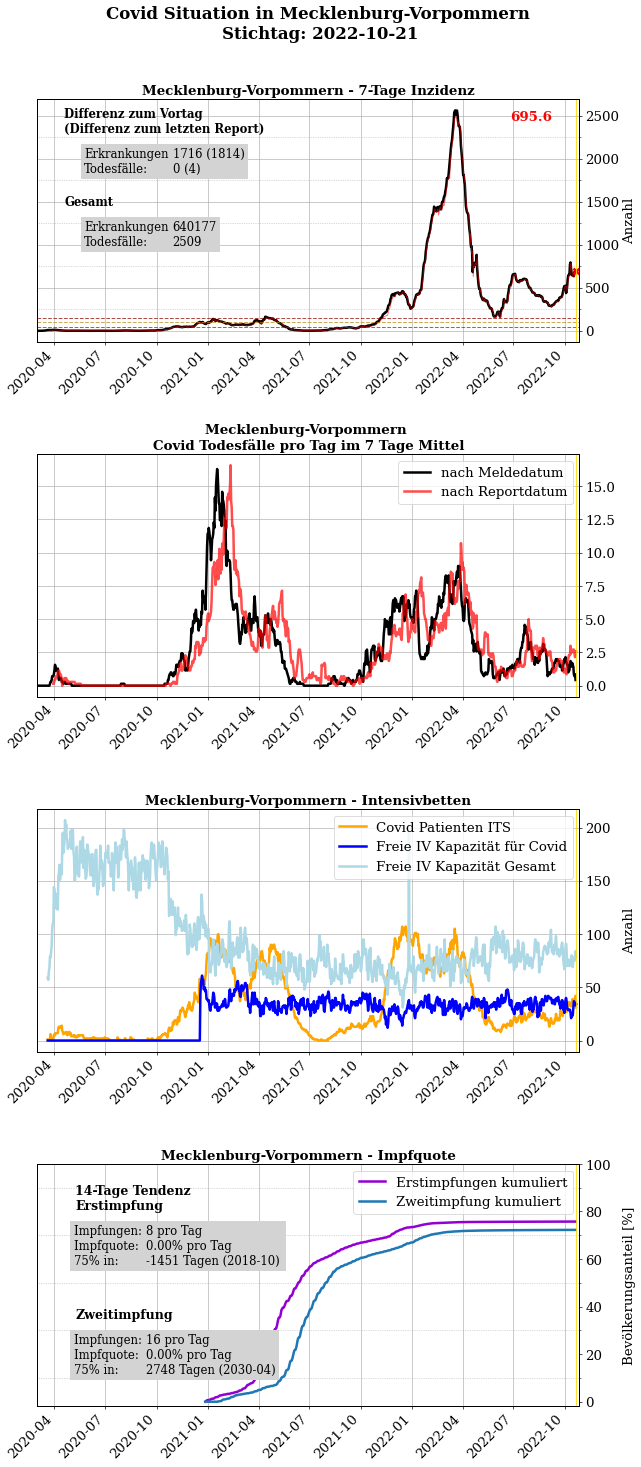 Covid Situation in Mecklenburg-Vorpommern
Stichtag: 2022-10-21
Mecklenburg-Vorpommern - 7-Tage Inzidenz
Differenz zum Vortag
(Differenz zum letzten Report)
Erkrankungen 1716 (1814)
Todesfälle: 0 (4)
Gesamt
Erkrankungen 640177
Todesfälle: 2509
695.6
2500
2000
1500
1000
500
0
Anzahl
2020-04 2020-07 2020-10 2021-01 2021-04 2021-07 2021-10 2022-01 2022-04 2022-07 2022-10
Mecklenburg-Vorpommern
Covid Todesfälle pro Tag im 7 Tage Mittel
nach Meldedatum
nach Reportdatum
15.0
12.5
10.0
7.5
5.0
2.5
0.0
2020-04 2020-07 2020-10 2021-01 2021-04 2021-07 2021-10 2022-01 2022-04 2022-07 2022-10
Mecklenburg-Vorpommern - Intensivbetten
Covid Patienten ITS
Freie IV Kapazität für Covid
Freie IV Kapazität Gesamt
200
150
100
50
0
Anzahl
2020-04 2020-07 2020-10 2021-01 2021-04 2021-07 2021-10 2022-01 2022-04 2022-07 2022-10
Mecklenburg-Vorpommern - Impfquote
14-Tage Tendenz
Erstimpfung
Impfungen: 8 pro Tag
Impfquote: 0.00% pro Tag
75% in: -1451 Tagen (2018-10)
Zweitimpfung
Impfungen: 16 pro Tag
Impfquote: 0.00% pro Tag
75% in: 2748 Tagen (2030-04)
Erstimpfungen kumuliert
Zweitimpfung kumuliert
100
80
60
40
20
0
Bevölkerungsanteil [%]
2020-04 2020-07 2020-10 2021-01 2021-04 2021-07 2021-10 2022-01 2022-04 2022-07 2022-10